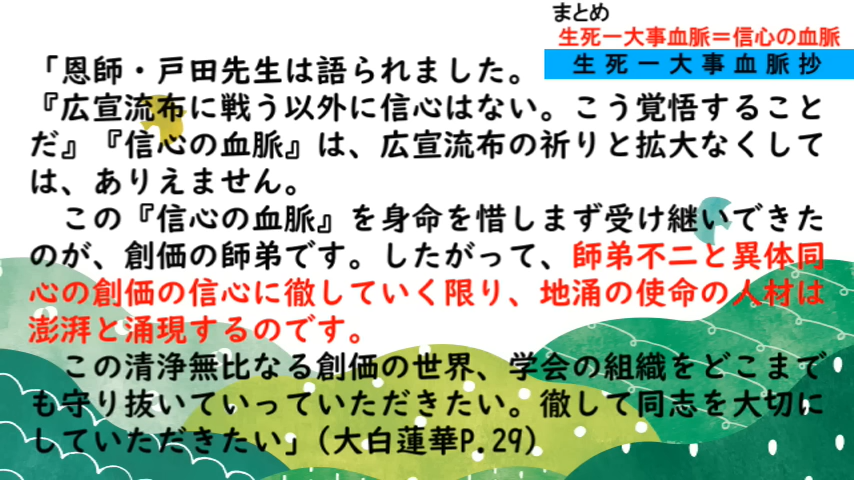 まとめ
生死一大事血脈＝信心の血脈
生死一大事血脈抄
「恩師・戸田先生は語られました。
『広宣流布に戦う以外に信心はない。こう覚悟すること
だ』『信心の血脈』は、広宣流布の祈りと拡大なくして
は、ありえません。
この『信心の血脈』を身命を惜しまず受け継いできた
のが、創価の師弟です。したがって、師弟不二と異体同
心の創価の信心に徹していく限り、地涌の使命の人材は
澎湃と涌現するのです。
この清浄無比なる創価の世界、学会の組織をどこまで
も守り抜いていっていただきたい。徹して同志を大切に
していただきたい」（大白蓮華P.29）